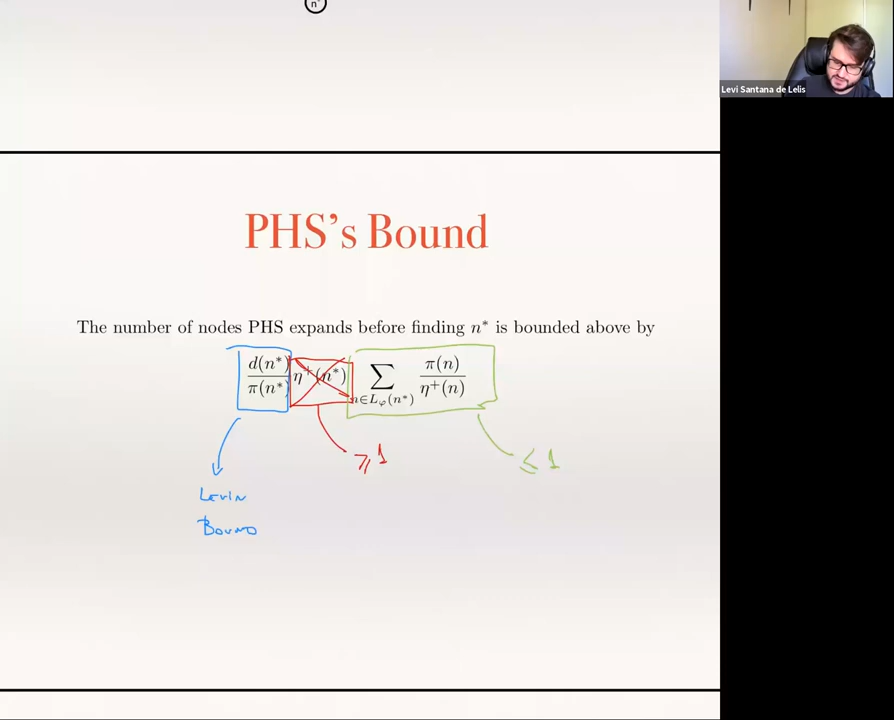 n*
Levi Santana de Lelis
PHS's Bound
The number of nodes PHS expands before finding n* is bounded above by
d(n*)/π(n*) η⁺(n*) ∑_{n∈L_φ(n*)} π(n)/η⁺(n)
⩾ 1
≤ 1
LEVIN
BOUND